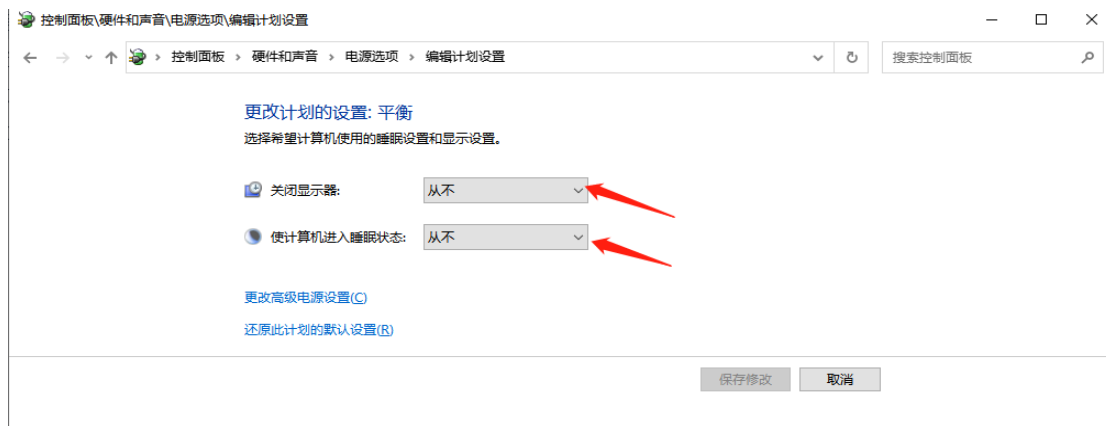 控制面板\硬件和声音\电源选项\编辑计划设置
控制面板 › 硬件和声音 › 电源选项 › 编辑计划设置
搜索控制面板
更改计划的设置: 平衡
选择希望计算机使用的睡眠设置和显示设置。
关闭显示器: 从不
使计算机进入睡眠状态: 从不
更改高级电源设置(C)
还原此计划的默认设置(R)
保存修改 取消